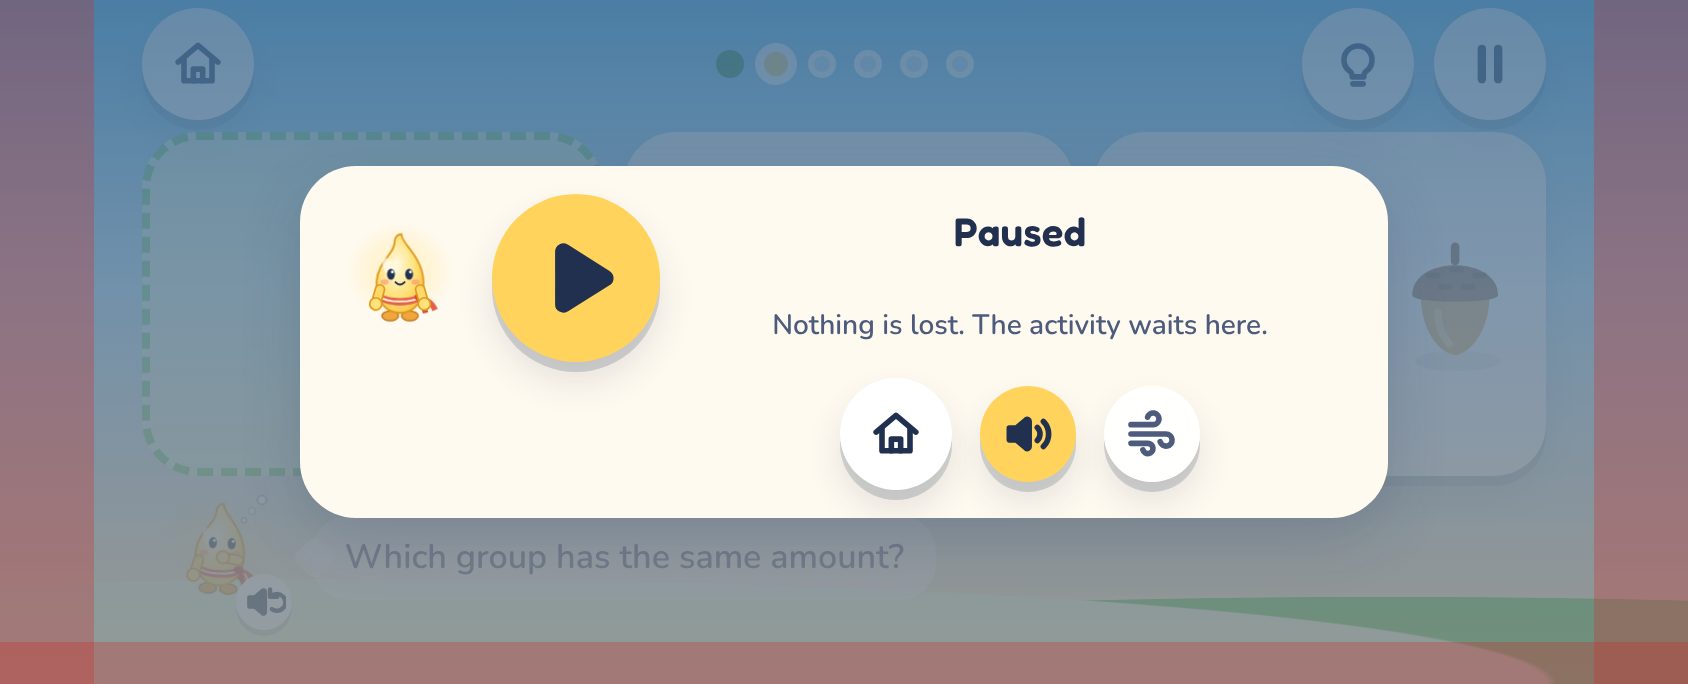 Paused
Nothing is lost. The activity waits here.
Which group has the same amount?